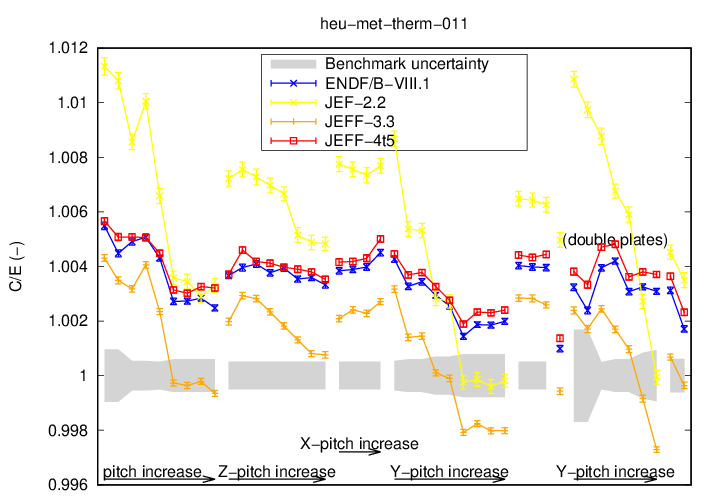 heu−met−therm−011
1.012
1.01
1.008
1.006
1.004
1.002
1
0.998
0.996
C/E (−)
Benchmark uncertainty
ENDF/B−VIII.1
JEF−2.2
JEFF−3.3
JEFF−4t5
(double plates)
X−pitch increase
pitch increase
Z−pitch increase
Y−pitch increase
Y−pitch increase